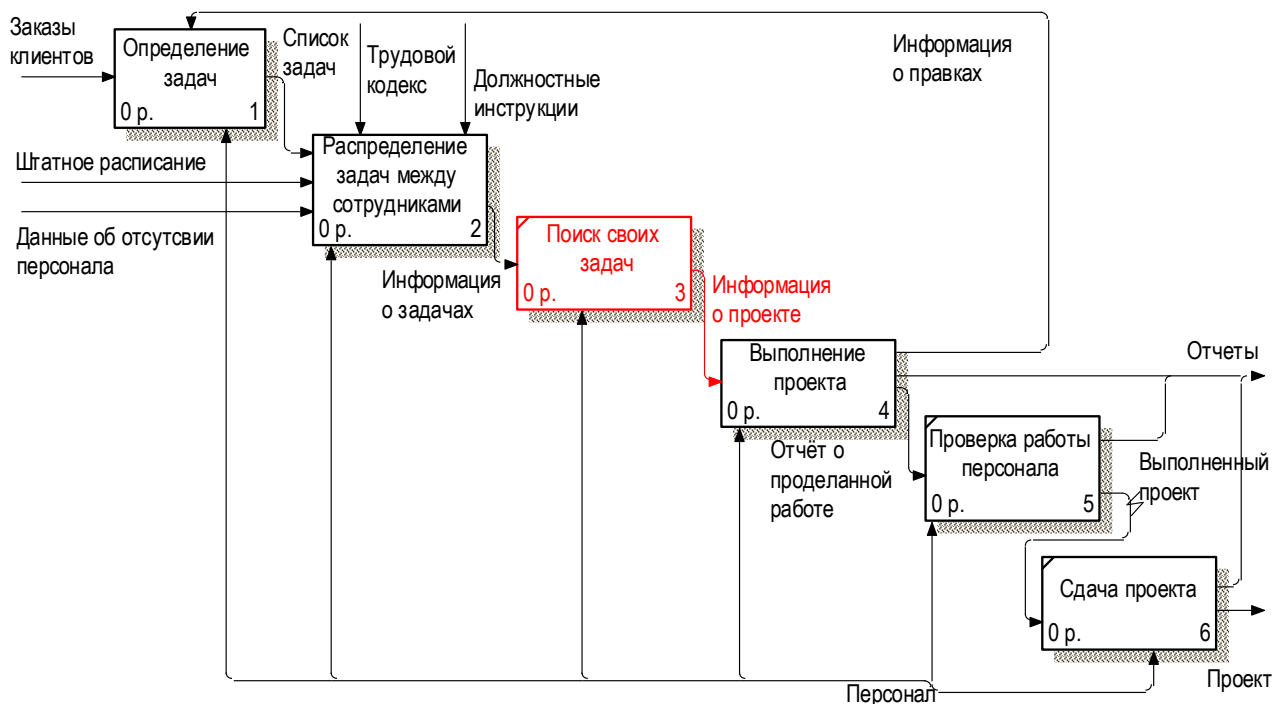 Заказы
клиентов
Определение
задач
0 р.
1
Список
задач
Трудовой
кодекс
Должностные
инструкции
Информация
о правках
Штатное расписание
Данные об отсутсвии
персонала
Распределение
задач между
сотрудниками
0 р.
2
Информация
о задачах
Поиск своих
задач
0 р.
3
Информация
о проекте
Выполнение
проекта
0 р.
4
Отчеты
Отчёт о
проделанной
работе
Проверка работы
персонала
0 р.
5
Выполненный
проект
Сдача проекта
0 р.
6
Проект
Персонал